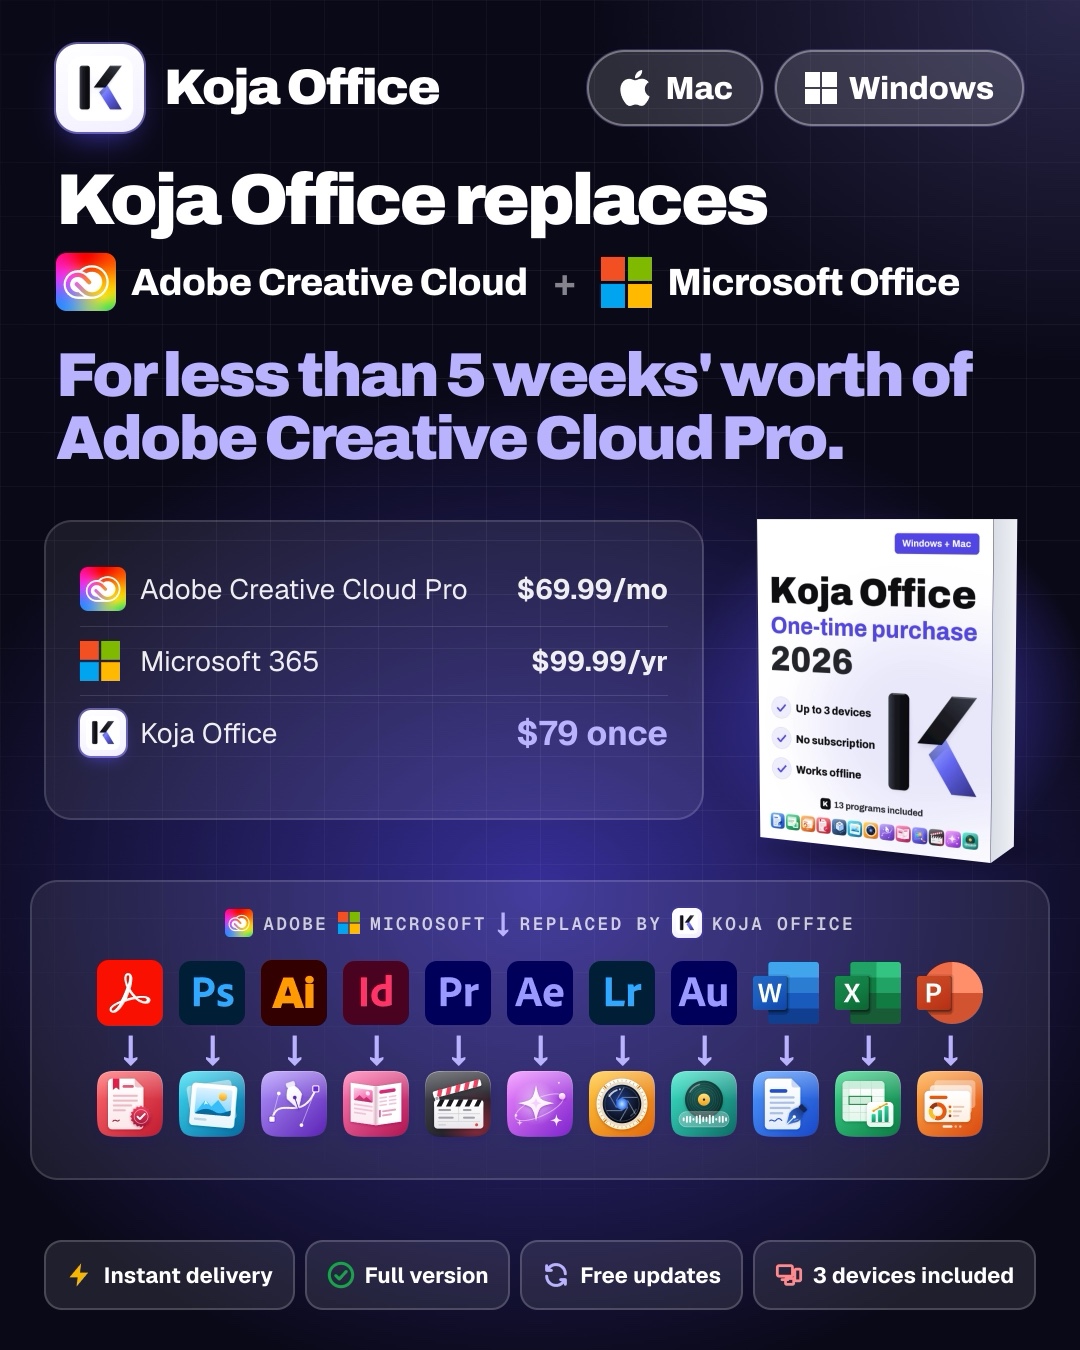 K Koja Office
Mac
Windows
Koja Office replaces
Adobe Creative Cloud + Microsoft Office
For less than 5 weeks' worth of
Adobe Creative Cloud Pro.
Adobe Creative Cloud Pro $69.99/mo
Microsoft 365 $99.99/yr
K Koja Office $79 once
Windows + Mac
Koja Office
One-time purchase
2026
Up to 3 devices
No subscription
Works offline
K
K 13 programs included
ADOBE MICROSOFT ↓ REPLACED BY K KOJA OFFICE
Ps Ai Id Pr Ae Lr Au W X P
Instant delivery
Full version
Free updates
3 devices included